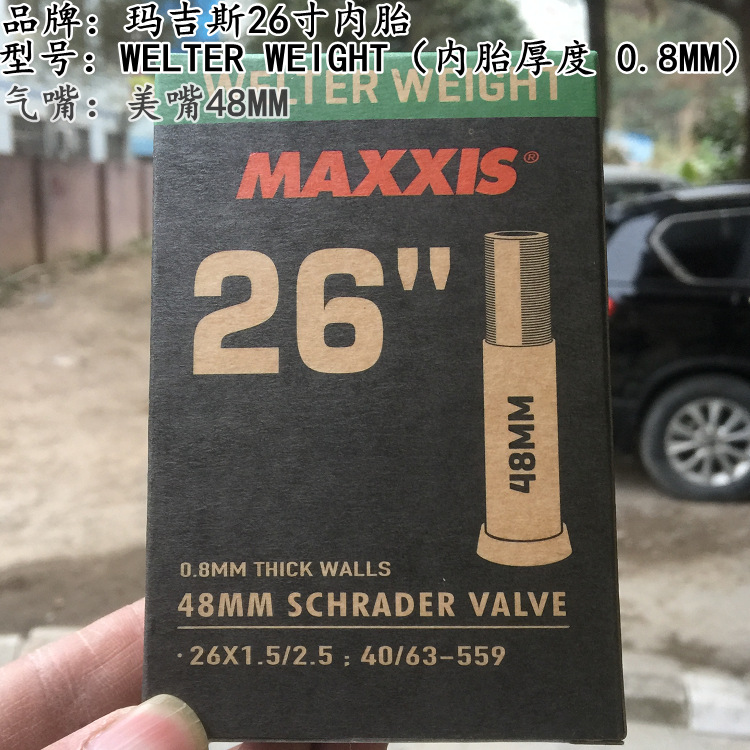 品牌：玛吉斯26寸内胎
型号：WELTER WEIGHT（内胎厚度 0.8MM）
气嘴：美嘴48MM
WELTER WEIGHT
MAXXIS®
26"
48MM
0.8MM THICK WALLS
48MM SCHRADER VALVE
·26X1.5/2.5 ; 40/63-559